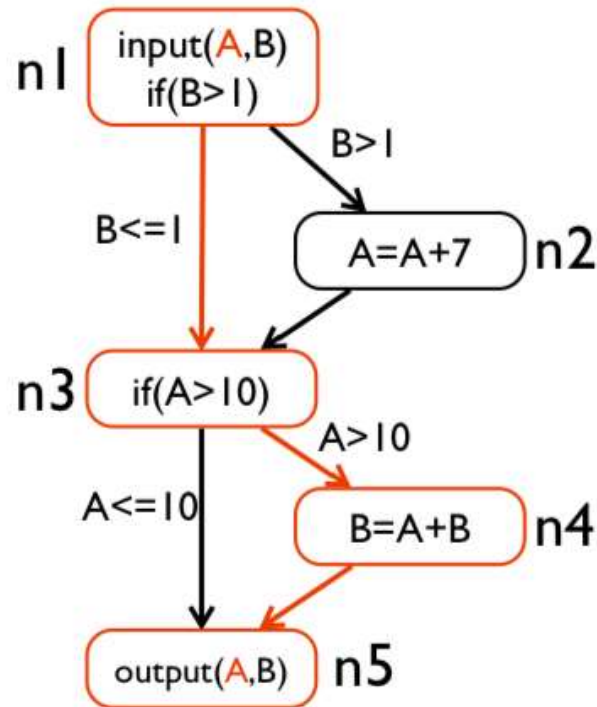 n1
input(A,B)
if(B>1)
B>1
B<=1
A=A+7
n2
n3
if(A>10)
A>10
A<=10
B=A+B
n4
output(A,B)
n5